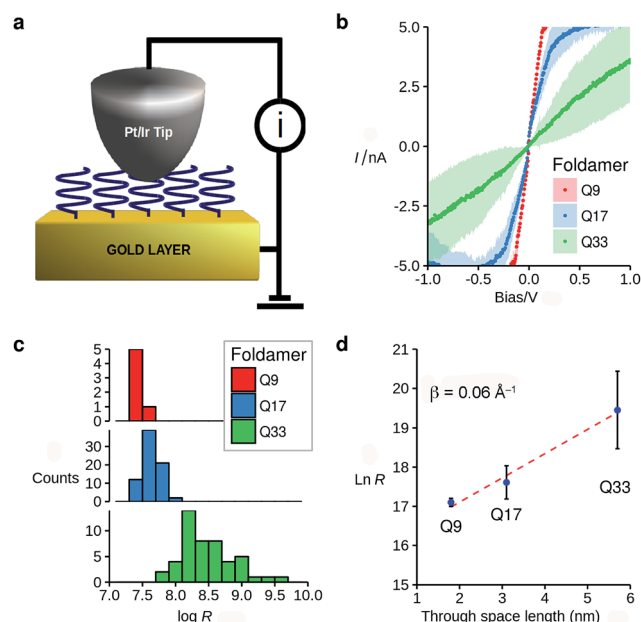 a
Pt/Ir Tip
i
GOLD LAYER
b
5.0
2.5
0.0
-2.5
-5.0
I/nA
-1.0 -0.5 0.0 0.5 1.0
Bias/V
Foldamer
Q9
Q17
Q33
c
Foldamer
Q9
Q17
Q33
5
4
3
2
1
0
30
20
10
0
10
5
0
Counts
7.0 7.5 8.0 8.5 9.0 9.5 10.0
log R
d
21
20
19
18
17
16
15
Ln R
β = 0.06 Å⁻¹
Q9
Q17
Q33
1 2 3 4 5 6
Through space length (nm)